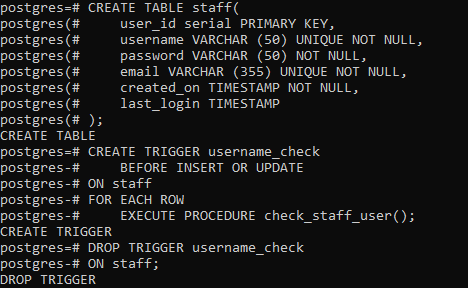 postgres=# CREATE TABLE staff(
postgres(#     user_id serial PRIMARY KEY,
postgres(#     username VARCHAR (50) UNIQUE NOT NULL,
postgres(#     password VARCHAR (50) NOT NULL,
postgres(#     email VARCHAR (355) UNIQUE NOT NULL,
postgres(#     created_on TIMESTAMP NOT NULL,
postgres(#     last_login TIMESTAMP
postgres(# );
CREATE TABLE
postgres=# CREATE TRIGGER username_check
postgres-#     BEFORE INSERT OR UPDATE
postgres-# ON staff
postgres-# FOR EACH ROW
postgres-#     EXECUTE PROCEDURE check_staff_user();
CREATE TRIGGER
postgres=# DROP TRIGGER username_check
postgres-# ON staff;
DROP TRIGGER